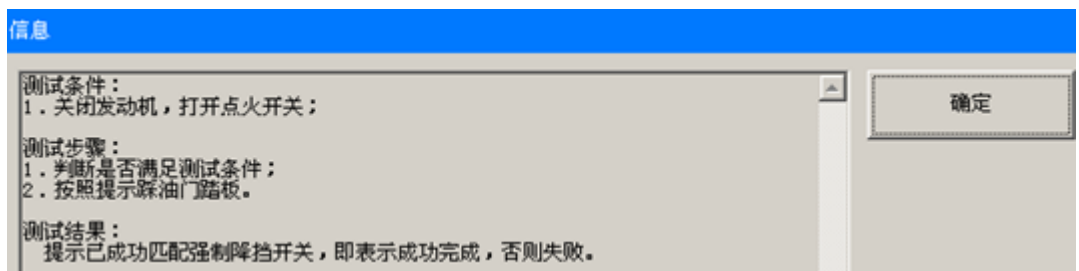 信息
测试条件：
1．关闭发动机，打开点火开关；
确定
测试步骤：
1．判断是否满足测试条件；
2．按照提示踩油门踏板。
测试结果：
提示已成功匹配强制降挡开关，即表示成功完成，否则失败。